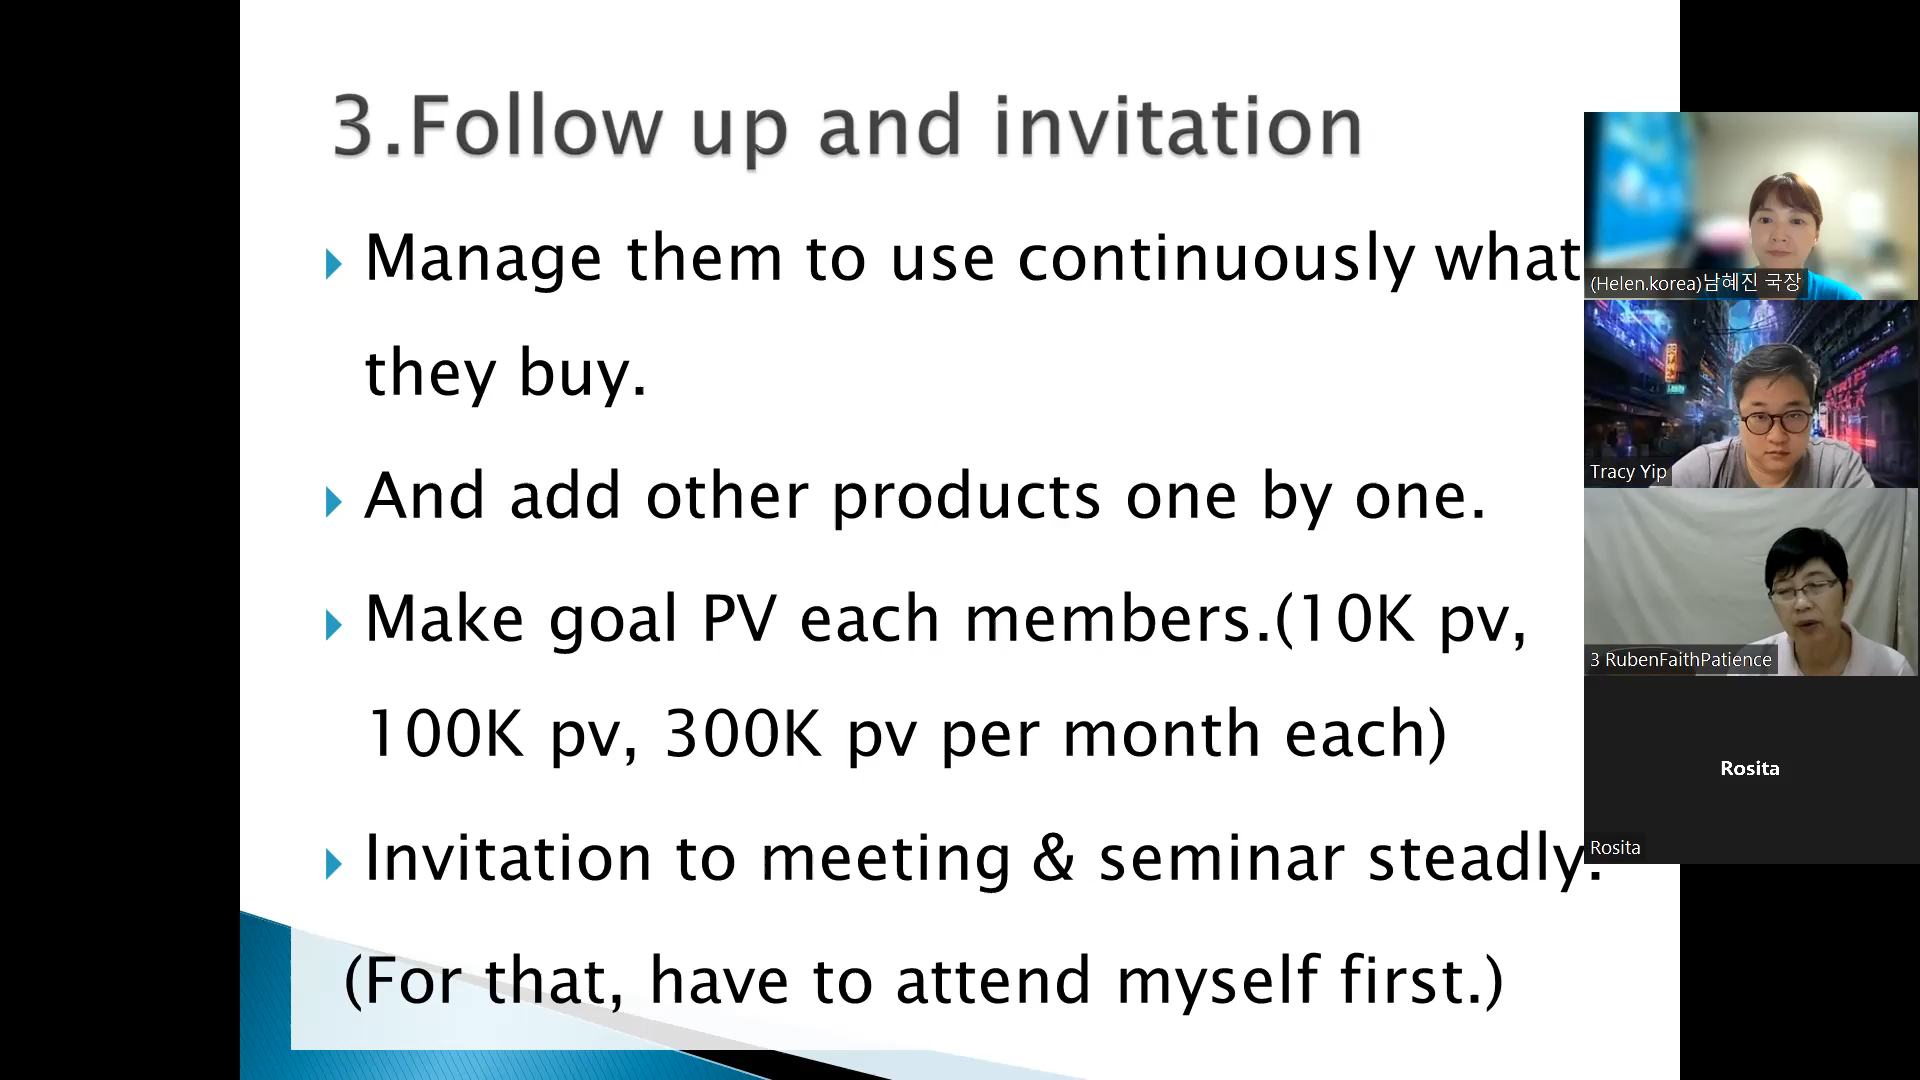 3.Follow up and invitation
Manage them to use continuously what
they buy.
And add other products one by one.
Make goal PV each members.(10K pv,
100K pv, 300K pv per month each)
Invitation to meeting & seminar steadly.
(For that, have to attend myself first.)
(Helen.korea)남혜진 국장
Tracy Yip
3 RubenFaithPatience
Rosita
Rosita